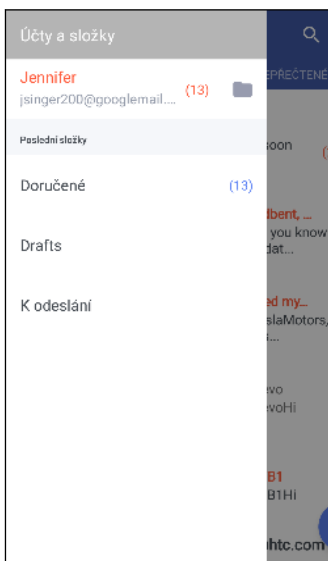 Účty a složky
EPŘEČTENÉ
Jennifer
(13)
jsinger200@googlemail....
Poslední složky
soon
Doručené
(13)
you know
dat...
Drafts
ed my...
slaMotors,
K odeslání
evo
evoHi
B1
B1Hi
htc.com